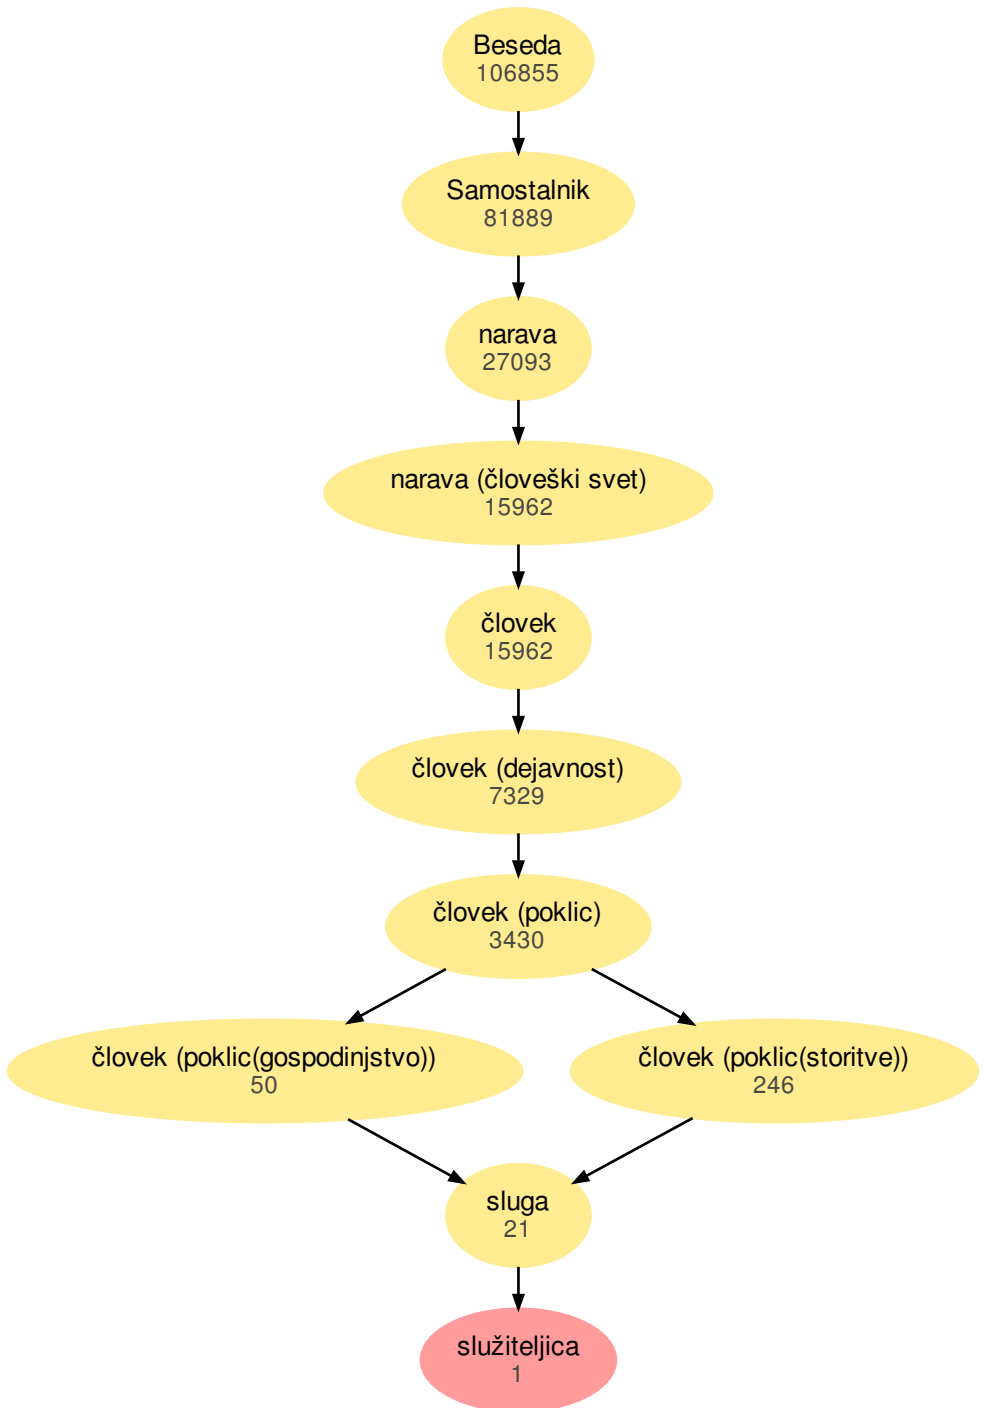 Beseda
106855
Samostalnik
81889
narava
27093
narava (človeški svet)
15962
človek
15962
človek (dejavnost)
7329
človek (poklic)
3430
človek (poklic(gospodinjstvo))
50
človek (poklic(storitve))
246
sluga
21
služiteljica
1